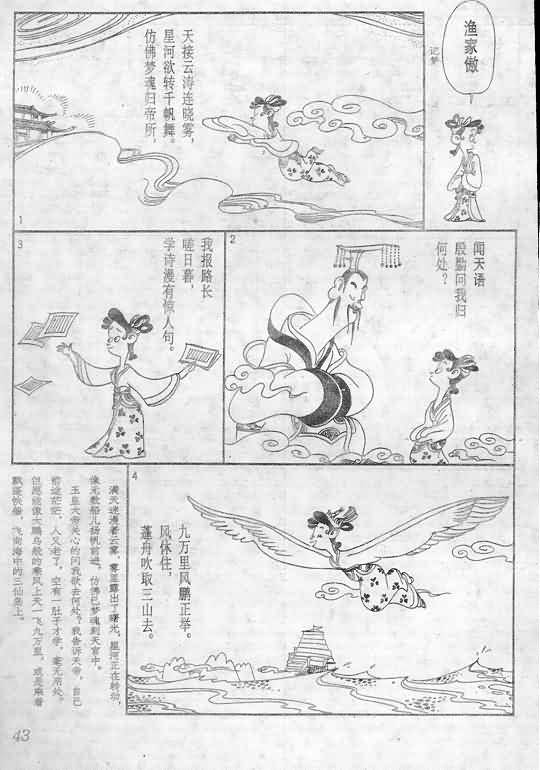 渔家傲
记梦
天接云涛连晓雾，
星河欲转千帆舞。
仿佛梦魂归帝所，
1
2
闻天语
殷勤问我归
何处？
3
我报路长
嗟日暮，
学诗漫有惊人句。
4
九万里风鹏正举。
风休住，
蓬舟吹取三山去。
满天迷漫着云雾，雾里露出了曙光，星河正在转动，
像无数船儿扬帆前进。仿佛已梦魂到天宫中。
玉皇大帝关心的问我欲去何处。我告诉天帝，自己
前途茫茫，人又老了，空有一肚子才学，毫无用处。
但愿能像大鹏鸟般的乘风上天一飞九万里，或是乘着
飘蓬快船，飞向海中的三仙岛上。
43